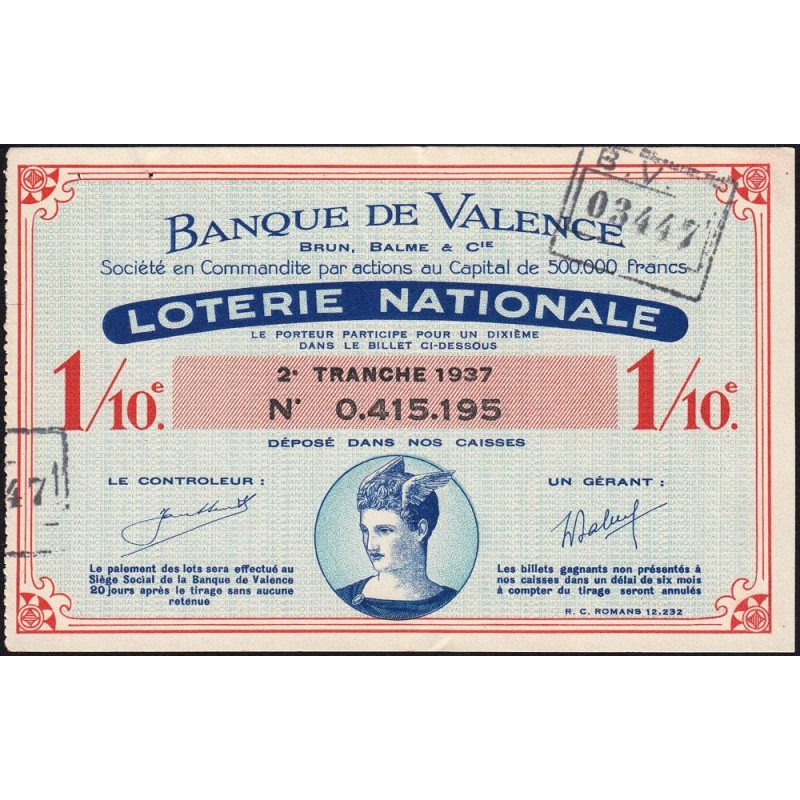 B.V.
03447
BANQUE DE VALENCE
BRUN, BALME & CIE
Société en Commandite par actions au Capital de 500.000 Francs
LOTERIE NATIONALE
LE PORTEUR PARTICIPE POUR UN DIXIÈME
DANS LE BILLET CI-DESSOUS
1/10e.
2e TRANCHE 1937
N° 0.415.195
1/10e.
DÉPOSÉ DANS NOS CAISSES
47
LE CONTROLEUR :
UN GÉRANT :
Le paiement des lots sera effectué au
Siège Social de la Banque de Valence
20 jours après le tirage sans aucune
retenue
Les billets gagnants non présentés à
nos caisses dans un délai de six mois
à compter du tirage seront annulés
R. C. ROMANS 12.232